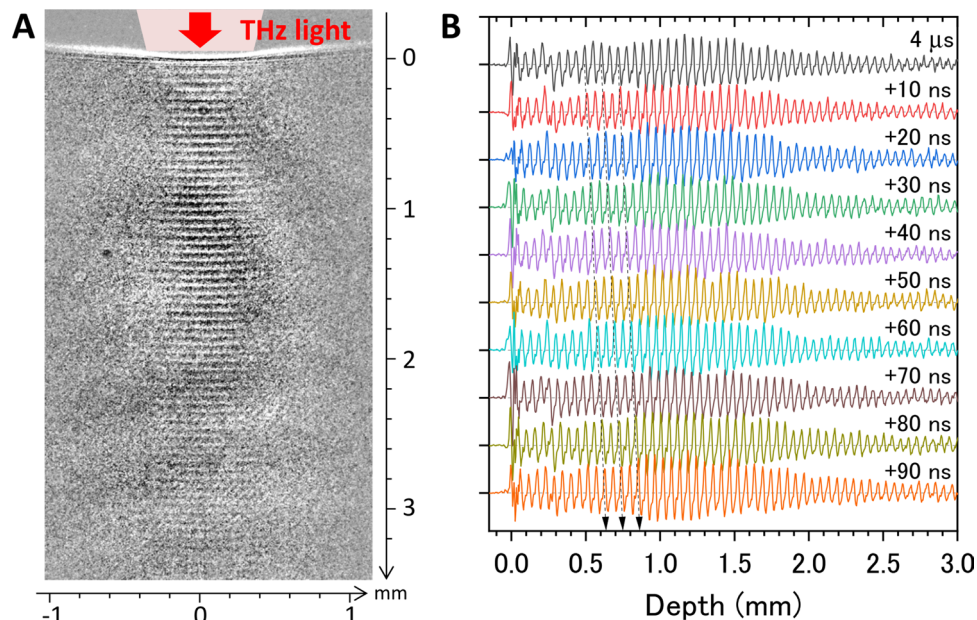 A
THz light
0
1
2
3
mm
-1
0
1
B
4 μs
+10 ns
+20 ns
+30 ns
+40 ns
+50 ns
+60 ns
+70 ns
+80 ns
+90 ns
0.0 0.5 1.0 1.5 2.0 2.5 3.0
Depth (mm)